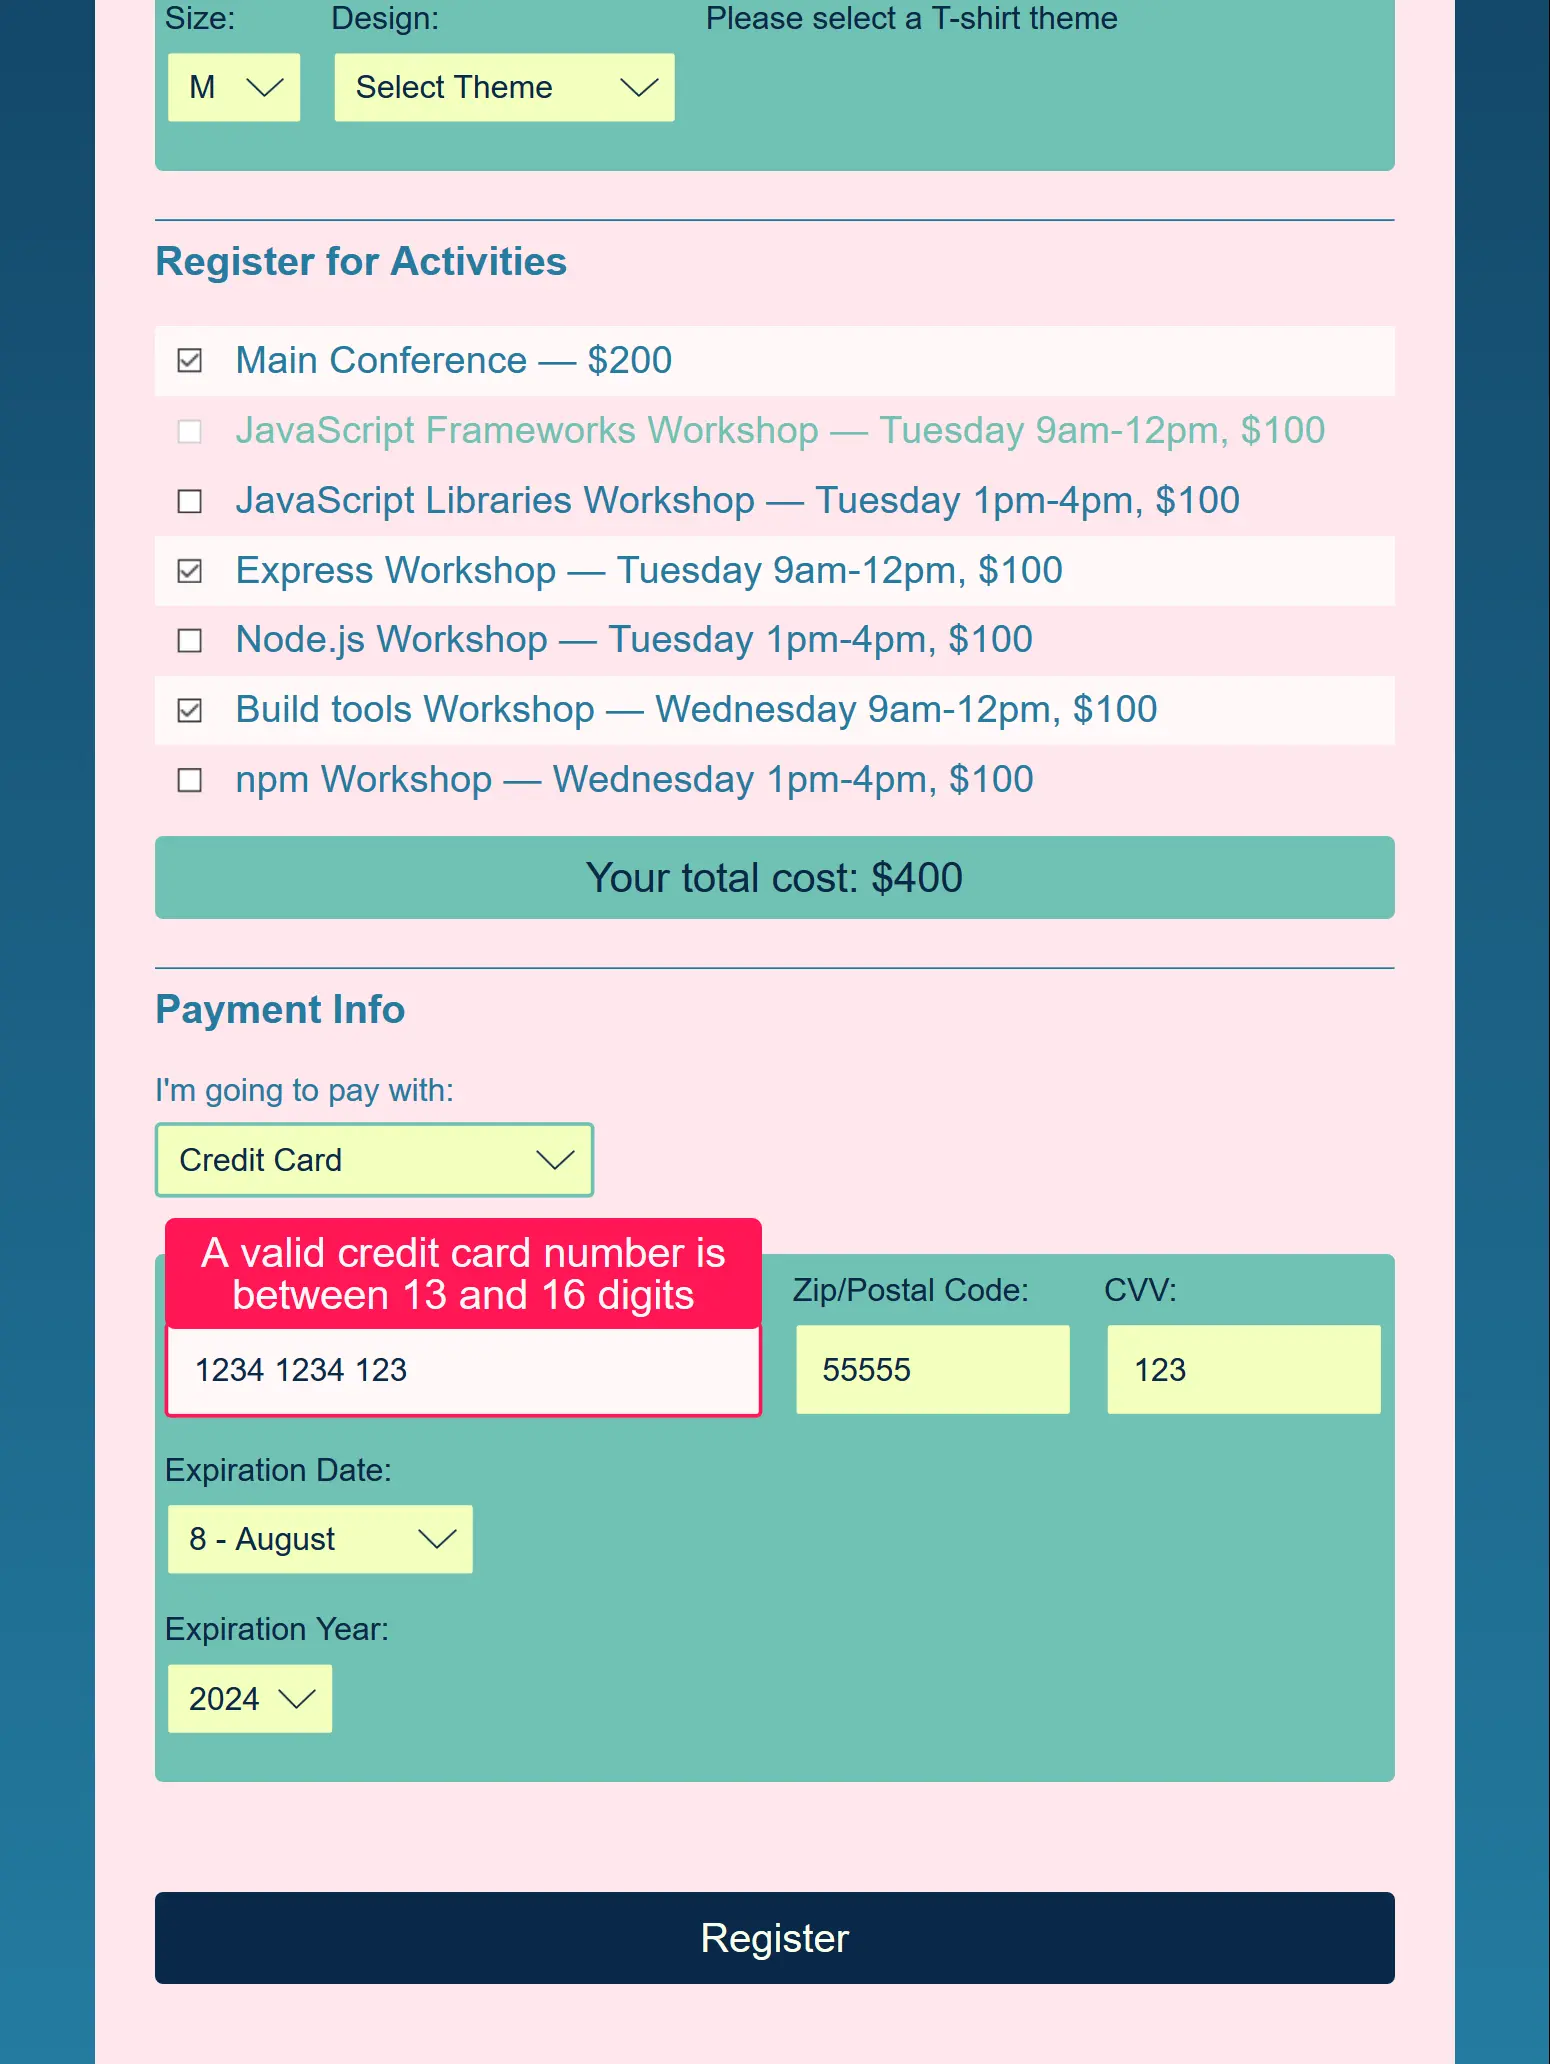 Size: Design: Please select a T-shirt theme
M Select Theme
Register for Activities
Main Conference — $200
JavaScript Frameworks Workshop — Tuesday 9am-12pm, $100
JavaScript Libraries Workshop — Tuesday 1pm-4pm, $100
Express Workshop — Tuesday 9am-12pm, $100
Node.js Workshop — Tuesday 1pm-4pm, $100
Build tools Workshop — Wednesday 9am-12pm, $100
npm Workshop — Wednesday 1pm-4pm, $100
Your total cost: $400
Payment Info
I'm going to pay with:
Credit Card
A valid credit card number is
between 13 and 16 digits
Zip/Postal Code: CVV:
1234 1234 123 55555 123
Expiration Date:
8 - August
Expiration Year:
2024
Register